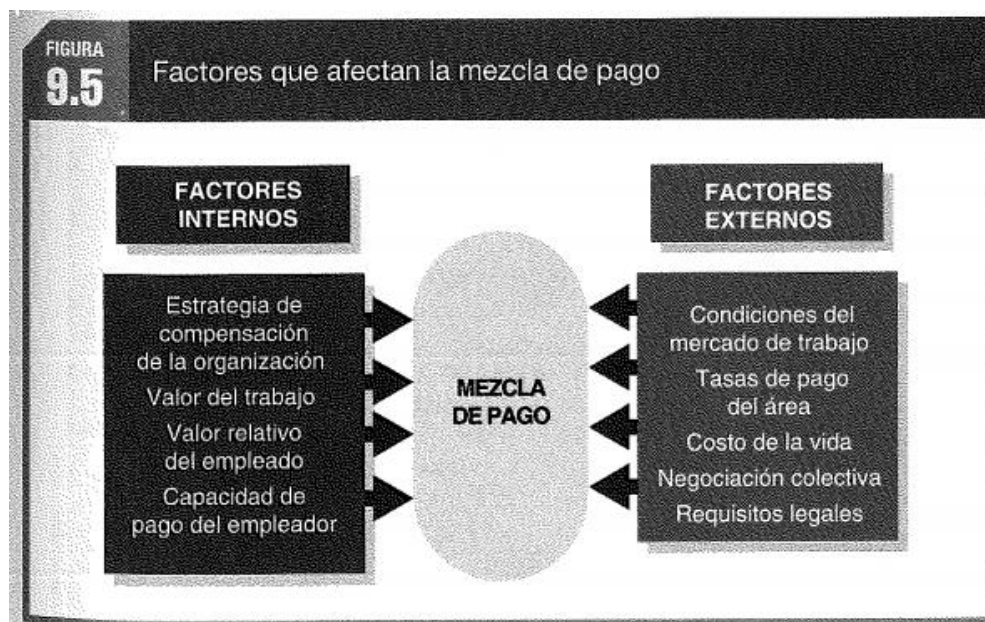 FIGURA
9.5
Factores que afectan la mezcla de pago
FACTORES
INTERNOS
Estrategia de
compensación
de la organización
Valor del trabajo
Valor relativo
del empleado
Capacidad de
pago del empleador
MEZCLA
DE PAGO
FACTORES
EXTERNOS
Condiciones del
mercado de trabajo
Tasas de pago
del área
Costo de la vida
Negociación colectiva
Requisitos legales